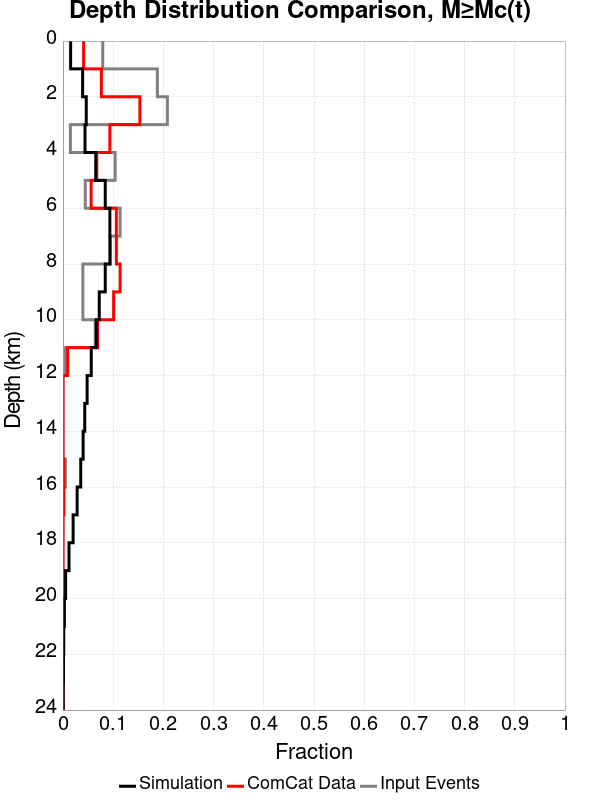 Depth Distribution Comparison, M≥Mc(t)
0
2
4
6
8
10
12
14
16
18
20
22
24
Depth (km)
0 0.1 0.2 0.3 0.4 0.5 0.6 0.7 0.8 0.9 1
Fraction
Simulation ComCat Data Input Events